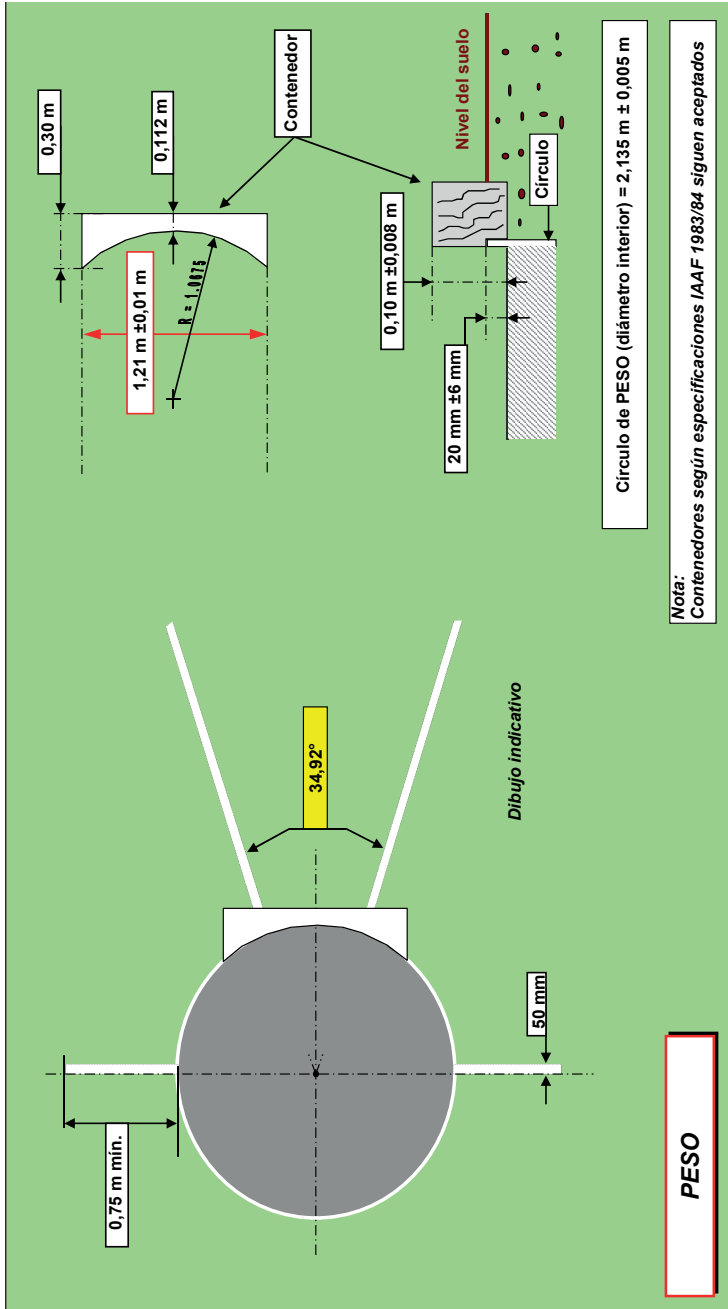 0,75 m mín.
34,92°
50 mm
Dibujo indicativo
PESO
0,30 m
0,112 m
1,21 m ±0,01 m
R = 1.0675
Contenedor
0,10 m ±0,008 m
20 mm ±6 mm
Nivel del suelo
Círculo
Círculo de PESO (diámetro interior) = 2,135 m ± 0,005 m
Nota:
Contenedores según especificaciones IAAF 1983/84 siguen aceptados